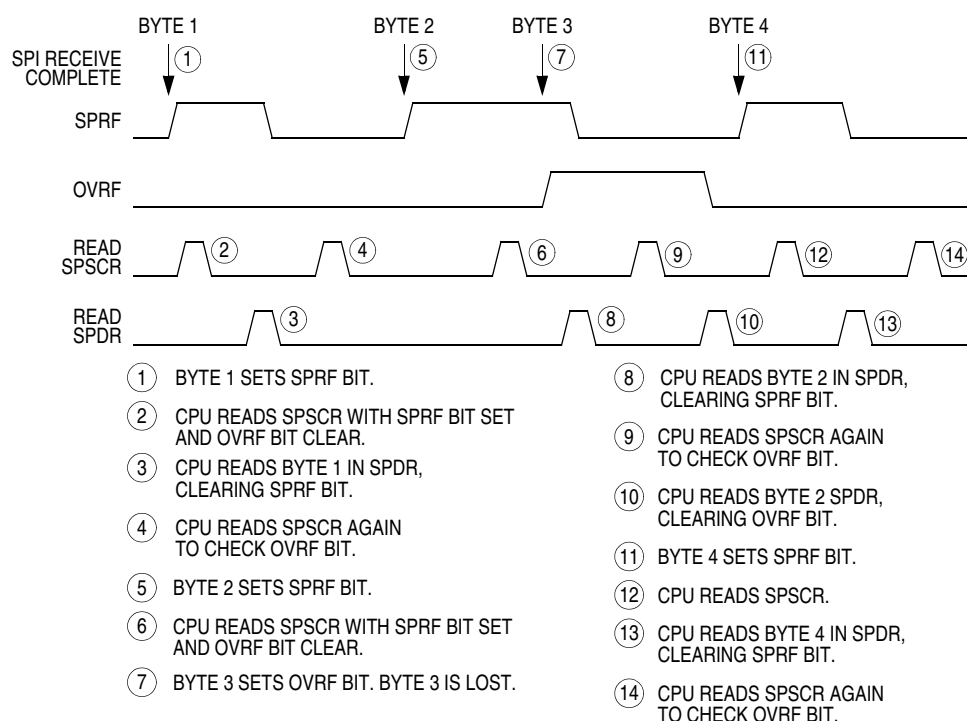 BYTE 1 BYTE 2 BYTE 3 BYTE 4
SPI RECEIVE
COMPLETE
1 5 7 11
SPRF
OVRF
READ
SPSCR
2 4 6 9 12 14
READ
SPDR
3 8 10 13
1 BYTE 1 SETS SPRF BIT.
2 CPU READS SPSCR WITH SPRF BIT SET
AND OVRF BIT CLEAR.
3 CPU READS BYTE 1 IN SPDR,
CLEARING SPRF BIT.
4 CPU READS SPSCR AGAIN
TO CHECK OVRF BIT.
5 BYTE 2 SETS SPRF BIT.
6 CPU READS SPSCR WITH SPRF BIT SET
AND OVRF BIT CLEAR.
7 BYTE 3 SETS OVRF BIT. BYTE 3 IS LOST.
8 CPU READS BYTE 2 IN SPDR,
CLEARING SPRF BIT.
9 CPU READS SPSCR AGAIN
TO CHECK OVRF BIT.
10 CPU READS BYTE 2 SPDR,
CLEARING OVRF BIT.
11 BYTE 4 SETS SPRF BIT.
12 CPU READS SPSCR.
13 CPU READS BYTE 4 IN SPDR,
CLEARING SPRF BIT.
14 CPU READS SPSCR AGAIN
TO CHECK OVRF BIT.